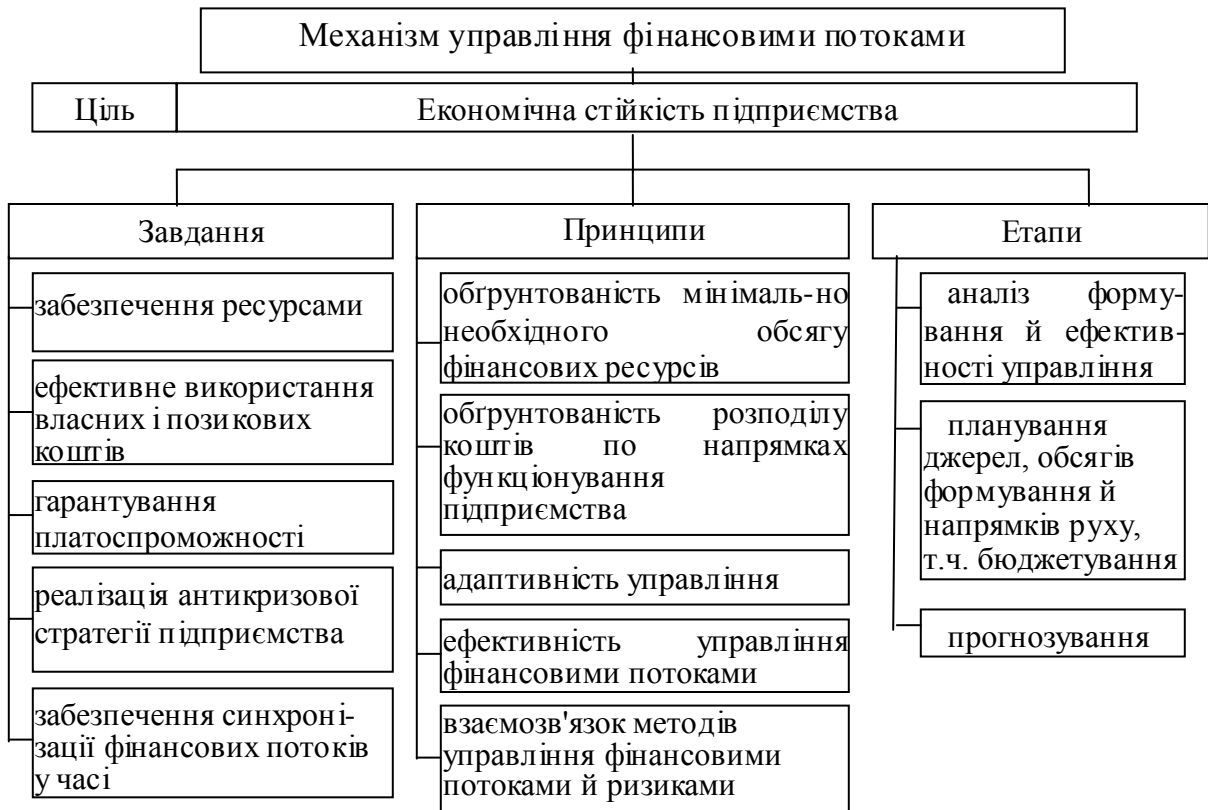 Механізм управління фінансовими потоками
Ціль
Економічна стійкість підприємства
Завдання
забезпечення ресурсами
ефективне використання
власних і позикових
коштів
гарантування
платоспроможності
реалізація антикризової
стратегії підприємства
забезпечення синхроні-
зації фінансових потоків
у часі
Принципи
обґрунтованість мінімаль-но
необхідного обсягу
фінансових ресурсів
обґрунтованість розподілу
коштів по напрямках
функціонування
підприємства
адаптивність управління
ефективність управління
фінансовими потоками
взаємозв'язок методів
управління фінансовими
потоками й ризиками
Етапи
аналіз форму-
вання й ефектив-
ності управління
планування
джерел, обсягів
формування й
напрямків руху,
т.ч. бюджетування
прогнозування